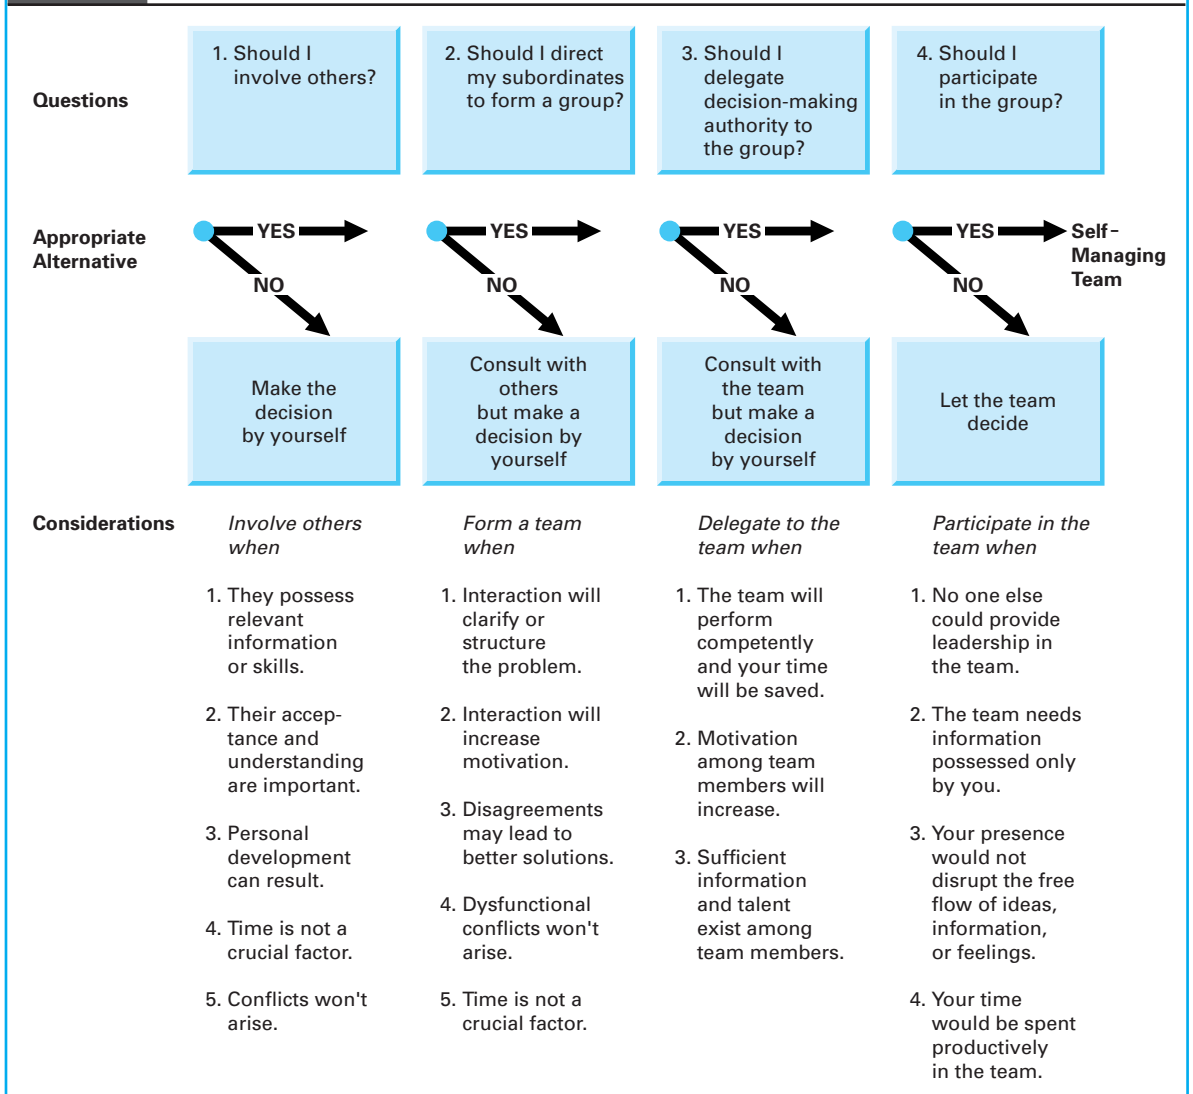 Questions
1. Should I
involve others?
2. Should I direct
my subordinates
to form a group?
3. Should I
delegate
decision-making
authority to
the group?
4. Should I
participate
in the group?
Appropriate
Alternative
YES
NO
YES
NO
YES
NO
YES
NO
Self-
Managing
Team
Make the
decision
by yourself
Consult with
others
but make a
decision by
yourself
Consult with
the team
but make a
decision
by yourself
Let the team
decide
Considerations
Involve others
when
1. They possess
relevant
information
or skills.
2. Their accep-
tance and
understanding
are important.
3. Personal
development
can result.
4. Time is not a
crucial factor.
5. Conflicts won't
arise.
Form a team
when
1. Interaction will
clarify or
structure
the problem.
2. Interaction will
increase
motivation.
3. Disagreements
may lead to
better solutions.
4. Dysfunctional
conflicts won't
arise.
5. Time is not a
crucial factor.
Delegate to the
team when
1. The team will
perform
competently
and your time
will be saved.
2. Motivation
among team
members will
increase.
3. Sufficient
information
and talent
exist among
team members.
Participate in the
team when
1. No one else
could provide
leadership in
the team.
2. The team needs
information
possessed only
by you.
3. Your presence
would not
disrupt the free
flow of ideas,
information,
or feelings.
4. Your time
would be spent
productively
in the team.